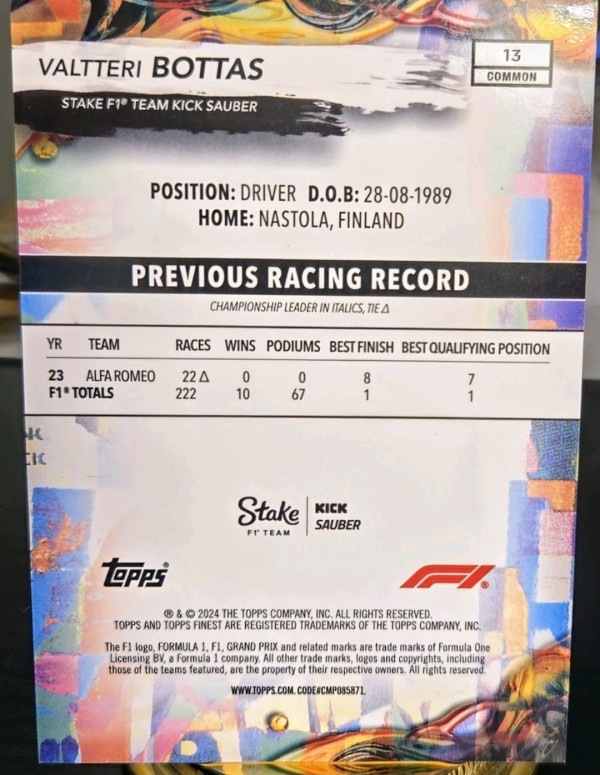 VALTTERI BOTTAS
13
COMMON
STAKE F1® TEAM KICK SAUBER
POSITION: DRIVER D.O.B: 28-08-1989
HOME: NASTOLA, FINLAND
PREVIOUS RACING RECORD
CHAMPIONSHIP LEADER IN ITALICS, TIE Δ
YR TEAM RACES WINS PODIUMS BEST FINISH BEST QUALIFYING POSITION
23 ALFA ROMEO 22 Δ 0 0 8 7
F1® TOTALS 222 10 67 1 1
Stake
F1® TEAM
KICK
SAUBER
topps®
F1®
® & © 2024 THE TOPPS COMPANY, INC. ALL RIGHTS RESERVED.
TOPPS AND TOPPS FINEST ARE REGISTERED TRADEMARKS OF THE TOPPS COMPANY, INC.
The F1 logo, FORMULA 1, F1, GRAND PRIX and related marks are trade marks of Formula One
Licensing BV, a Formula 1 company. All other trade marks, logos and copyrights, including
those of the teams featured, are the property of their respective owners. All rights reserved.
WWW.TOPPS.COM. CODE#CMP085871.